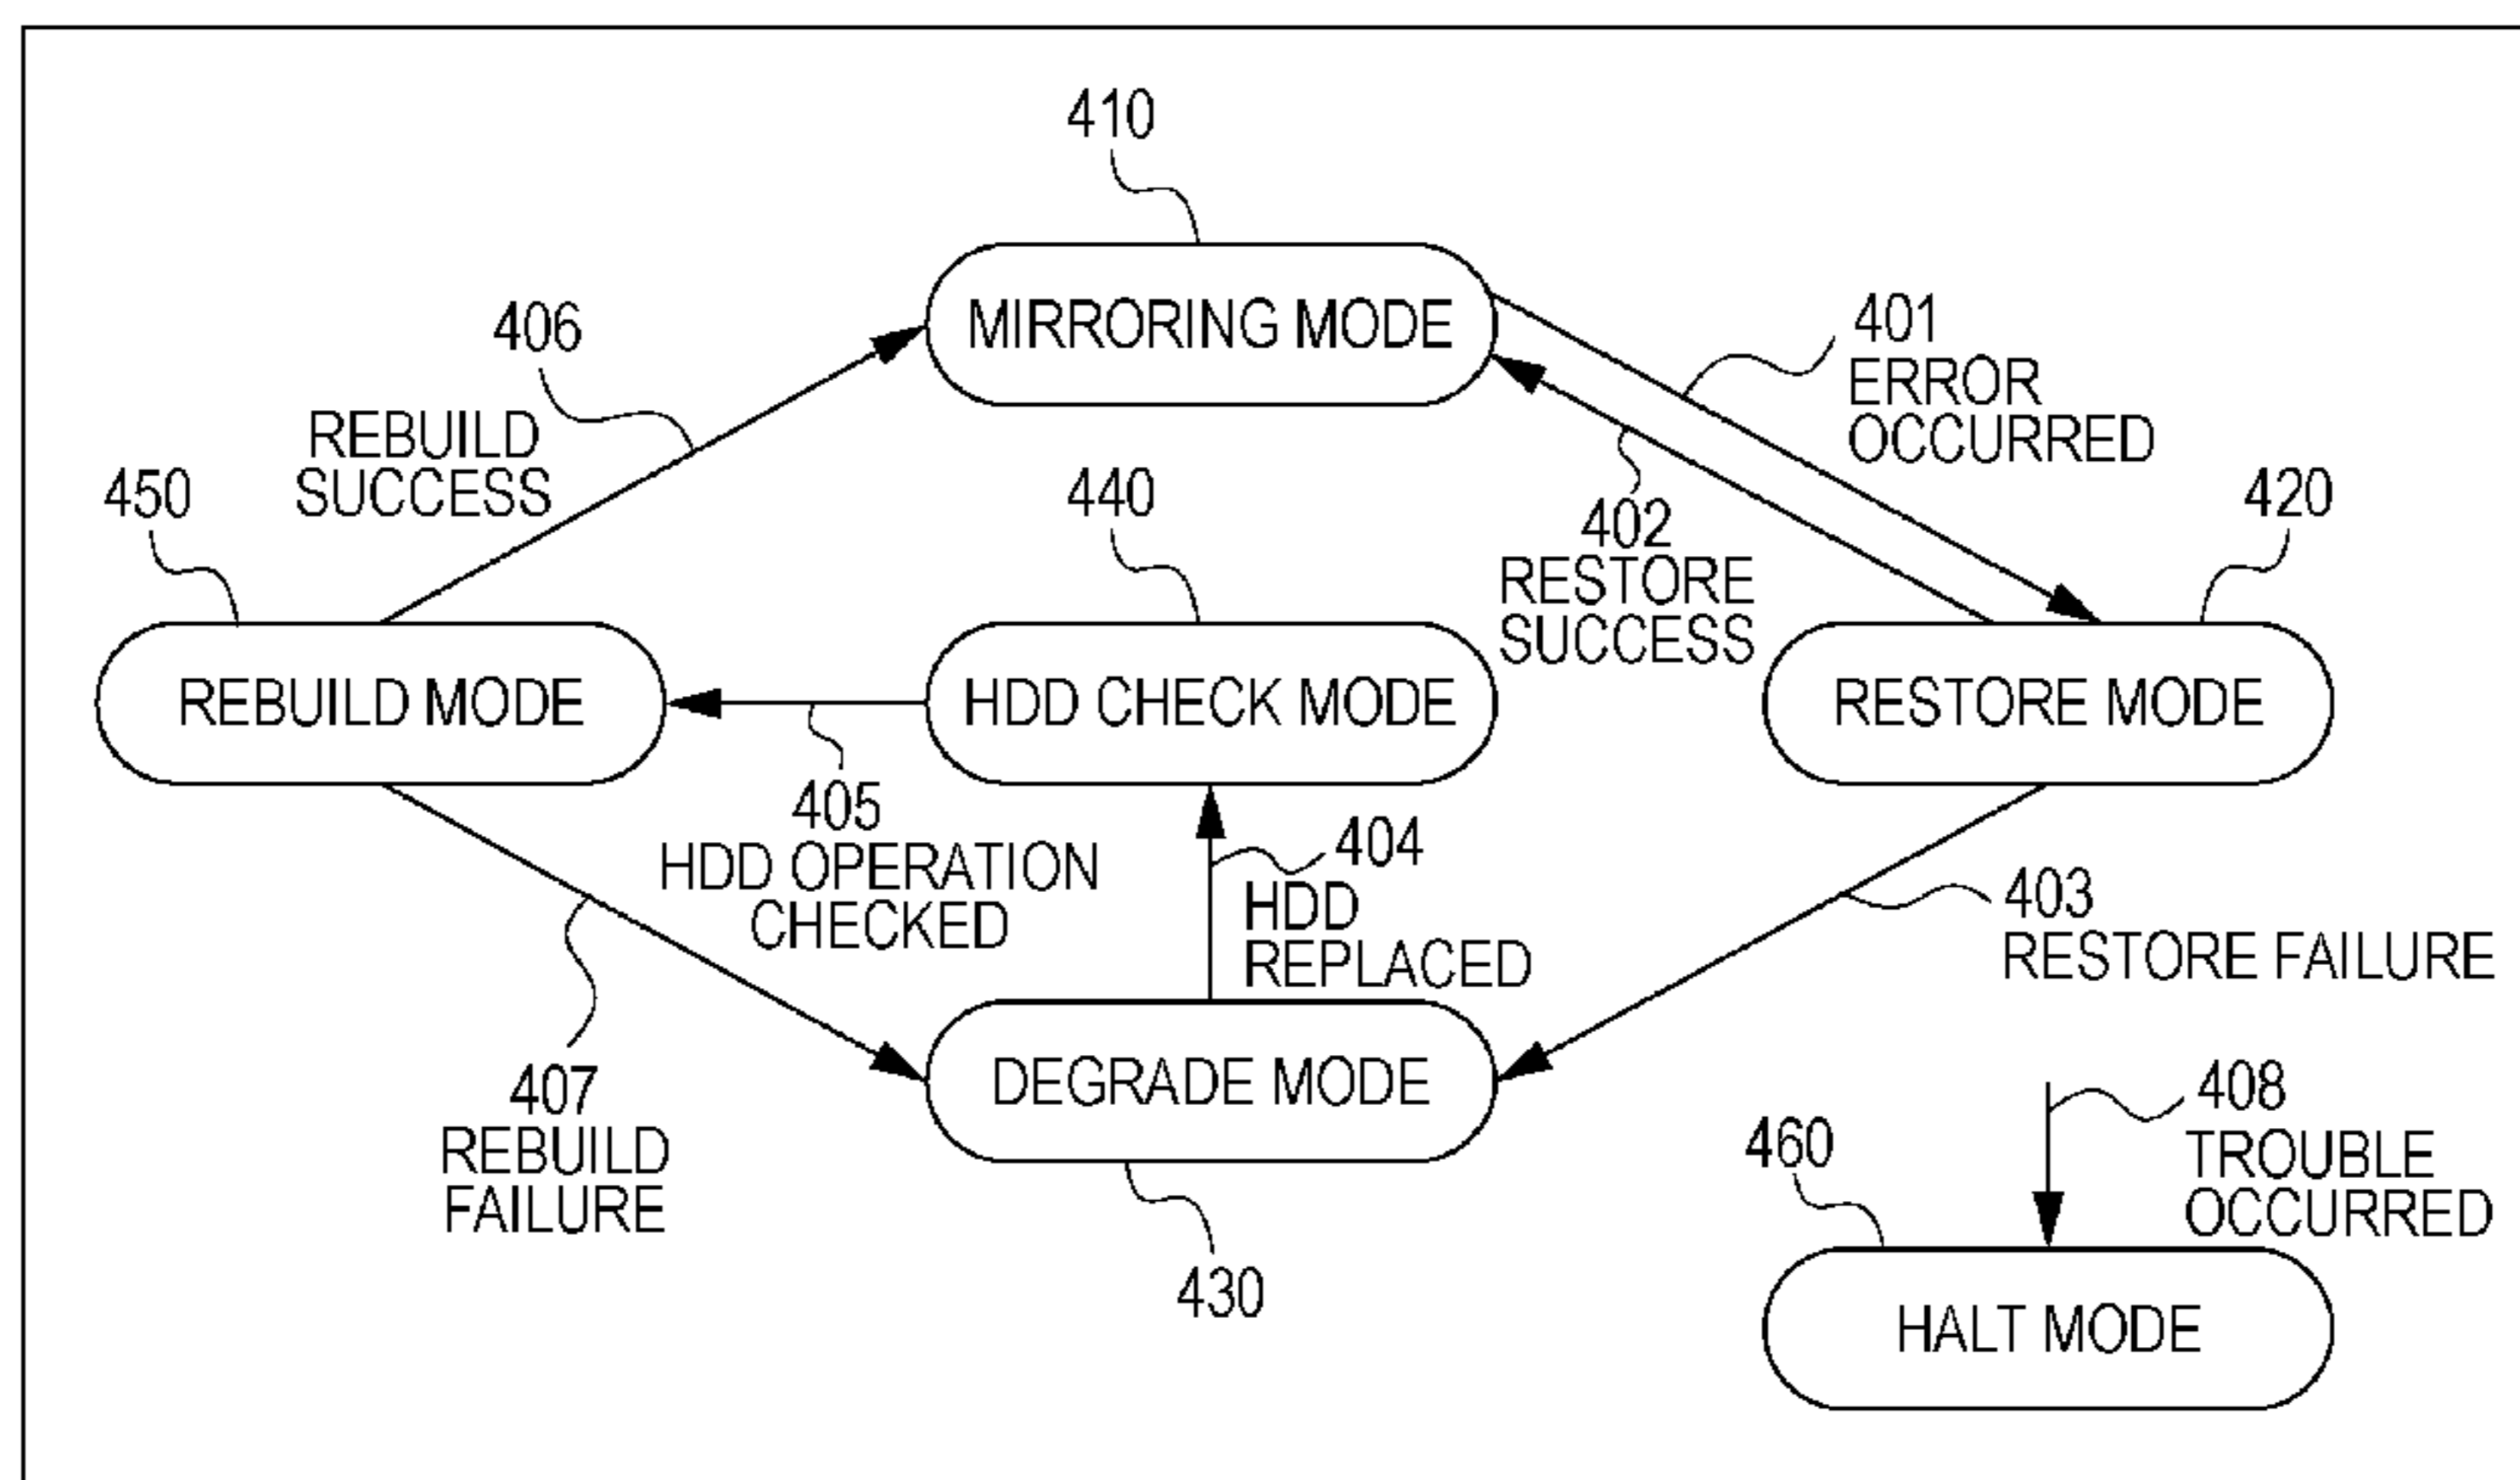 410
MIRRORING MODE
401
ERROR
OCCURRED
406
REBUILD
SUCCESS
402
RESTORE
SUCCESS
450
440
420
REBUILD MODE
HDD CHECK MODE
RESTORE MODE
405
HDD OPERATION
CHECKED
404
HDD
REPLACED
403
RESTORE FAILURE
407
REBUILD
FAILURE
DEGRADE MODE
430
408
TROUBLE
OCCURRED
460
HALT MODE